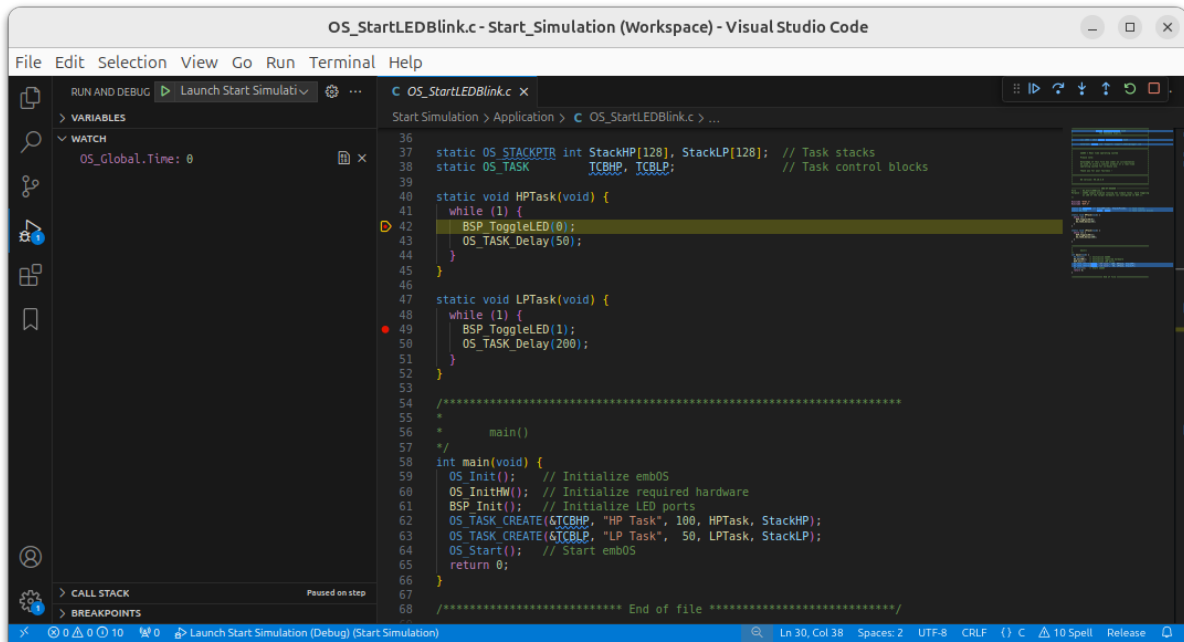 OS_StartLEDBlink.c - Start_Simulation (Workspace) - Visual Studio Code
File Edit Selection View Go Run Terminal Help
RUN AND DEBUG Launch Start Simulati
VARIABLES
WATCH
OS_Global.Time: 0
CALL STACK Paused on step
BREAKPOINTS
C OS_StartLEDBlink.c
Start Simulation > Application > C OS_StartLEDBlink.c > ...
36
37 static OS_STACKPTR int StackHP[128], StackLP[128]; // Task stacks
38 static OS_TASK TCBHP, TCBLP; // Task control blocks
39
40 static void HPTask(void) {
41 while (1) {
42 BSP_ToggleLED(0);
43 OS_TASK_Delay(50);
44 }
45 }
46
47 static void LPTask(void) {
48 while (1) {
49 BSP_ToggleLED(1);
50 OS_TASK_Delay(200);
51 }
52 }
53
54 /*********************************************************************
55 *
56 * main()
57 */
58 int main(void) {
59 OS_Init(); // Initialize embOS
60 OS_InitHW(); // Initialize required hardware
61 BSP_Init(); // Initialize LED ports
62 OS_TASK_CREATE(&TCBHP, "HP Task", 100, HPTask, StackHP);
63 OS_TASK_CREATE(&TCBLP, "LP Task", 50, LPTask, StackLP);
64 OS_Start(); // Start embOS
65 return 0;
66 }
67
68 /*************************** End of file ****************************/
1
1
0 0 10 0 Launch Start Simulation (Debug) (Start Simulation) Ln 30, Col 38 Spaces: 2 UTF-8 CRLF {} C 10 Spell Release